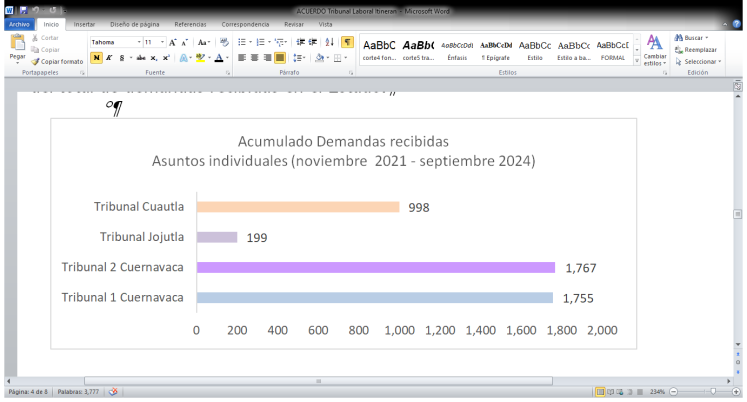 ACUERDO Tribunal Laboral Itineran - Microsoft Word
Archivo Inicio Insertar Diseño de página Referencias Correspondencia Revisar Vista
Pegar
Cortar
Copiar
Copiar formato
Portapapeles
Tahoma 11
N K S abc x₂ x²
Fuente
Párrafo
AaBbC AaBb( AaBbCcDd AaBbCcDd AaBbCc AaBbCc AaBbCcI
corte4 fon... corte5 tra... Énfasis ¶ Epígrafe Estilo Estilo a ba... FORMAL
Cambiar estilos
Estilos
Buscar
Reemplazar
Seleccionar
Edición
°¶
Acumulado Demandas recibidas
Asuntos individuales (noviembre 2021 - septiembre 2024)
Tribunal Cuautla 998
Tribunal Jojutla 199
Tribunal 2 Cuernavaca 1,767
Tribunal 1 Cuernavaca 1,755
0 200 400 600 800 1,000 1,200 1,400 1,600 1,800 2,000
Página: 4 de 8 Palabras: 3,777 234%